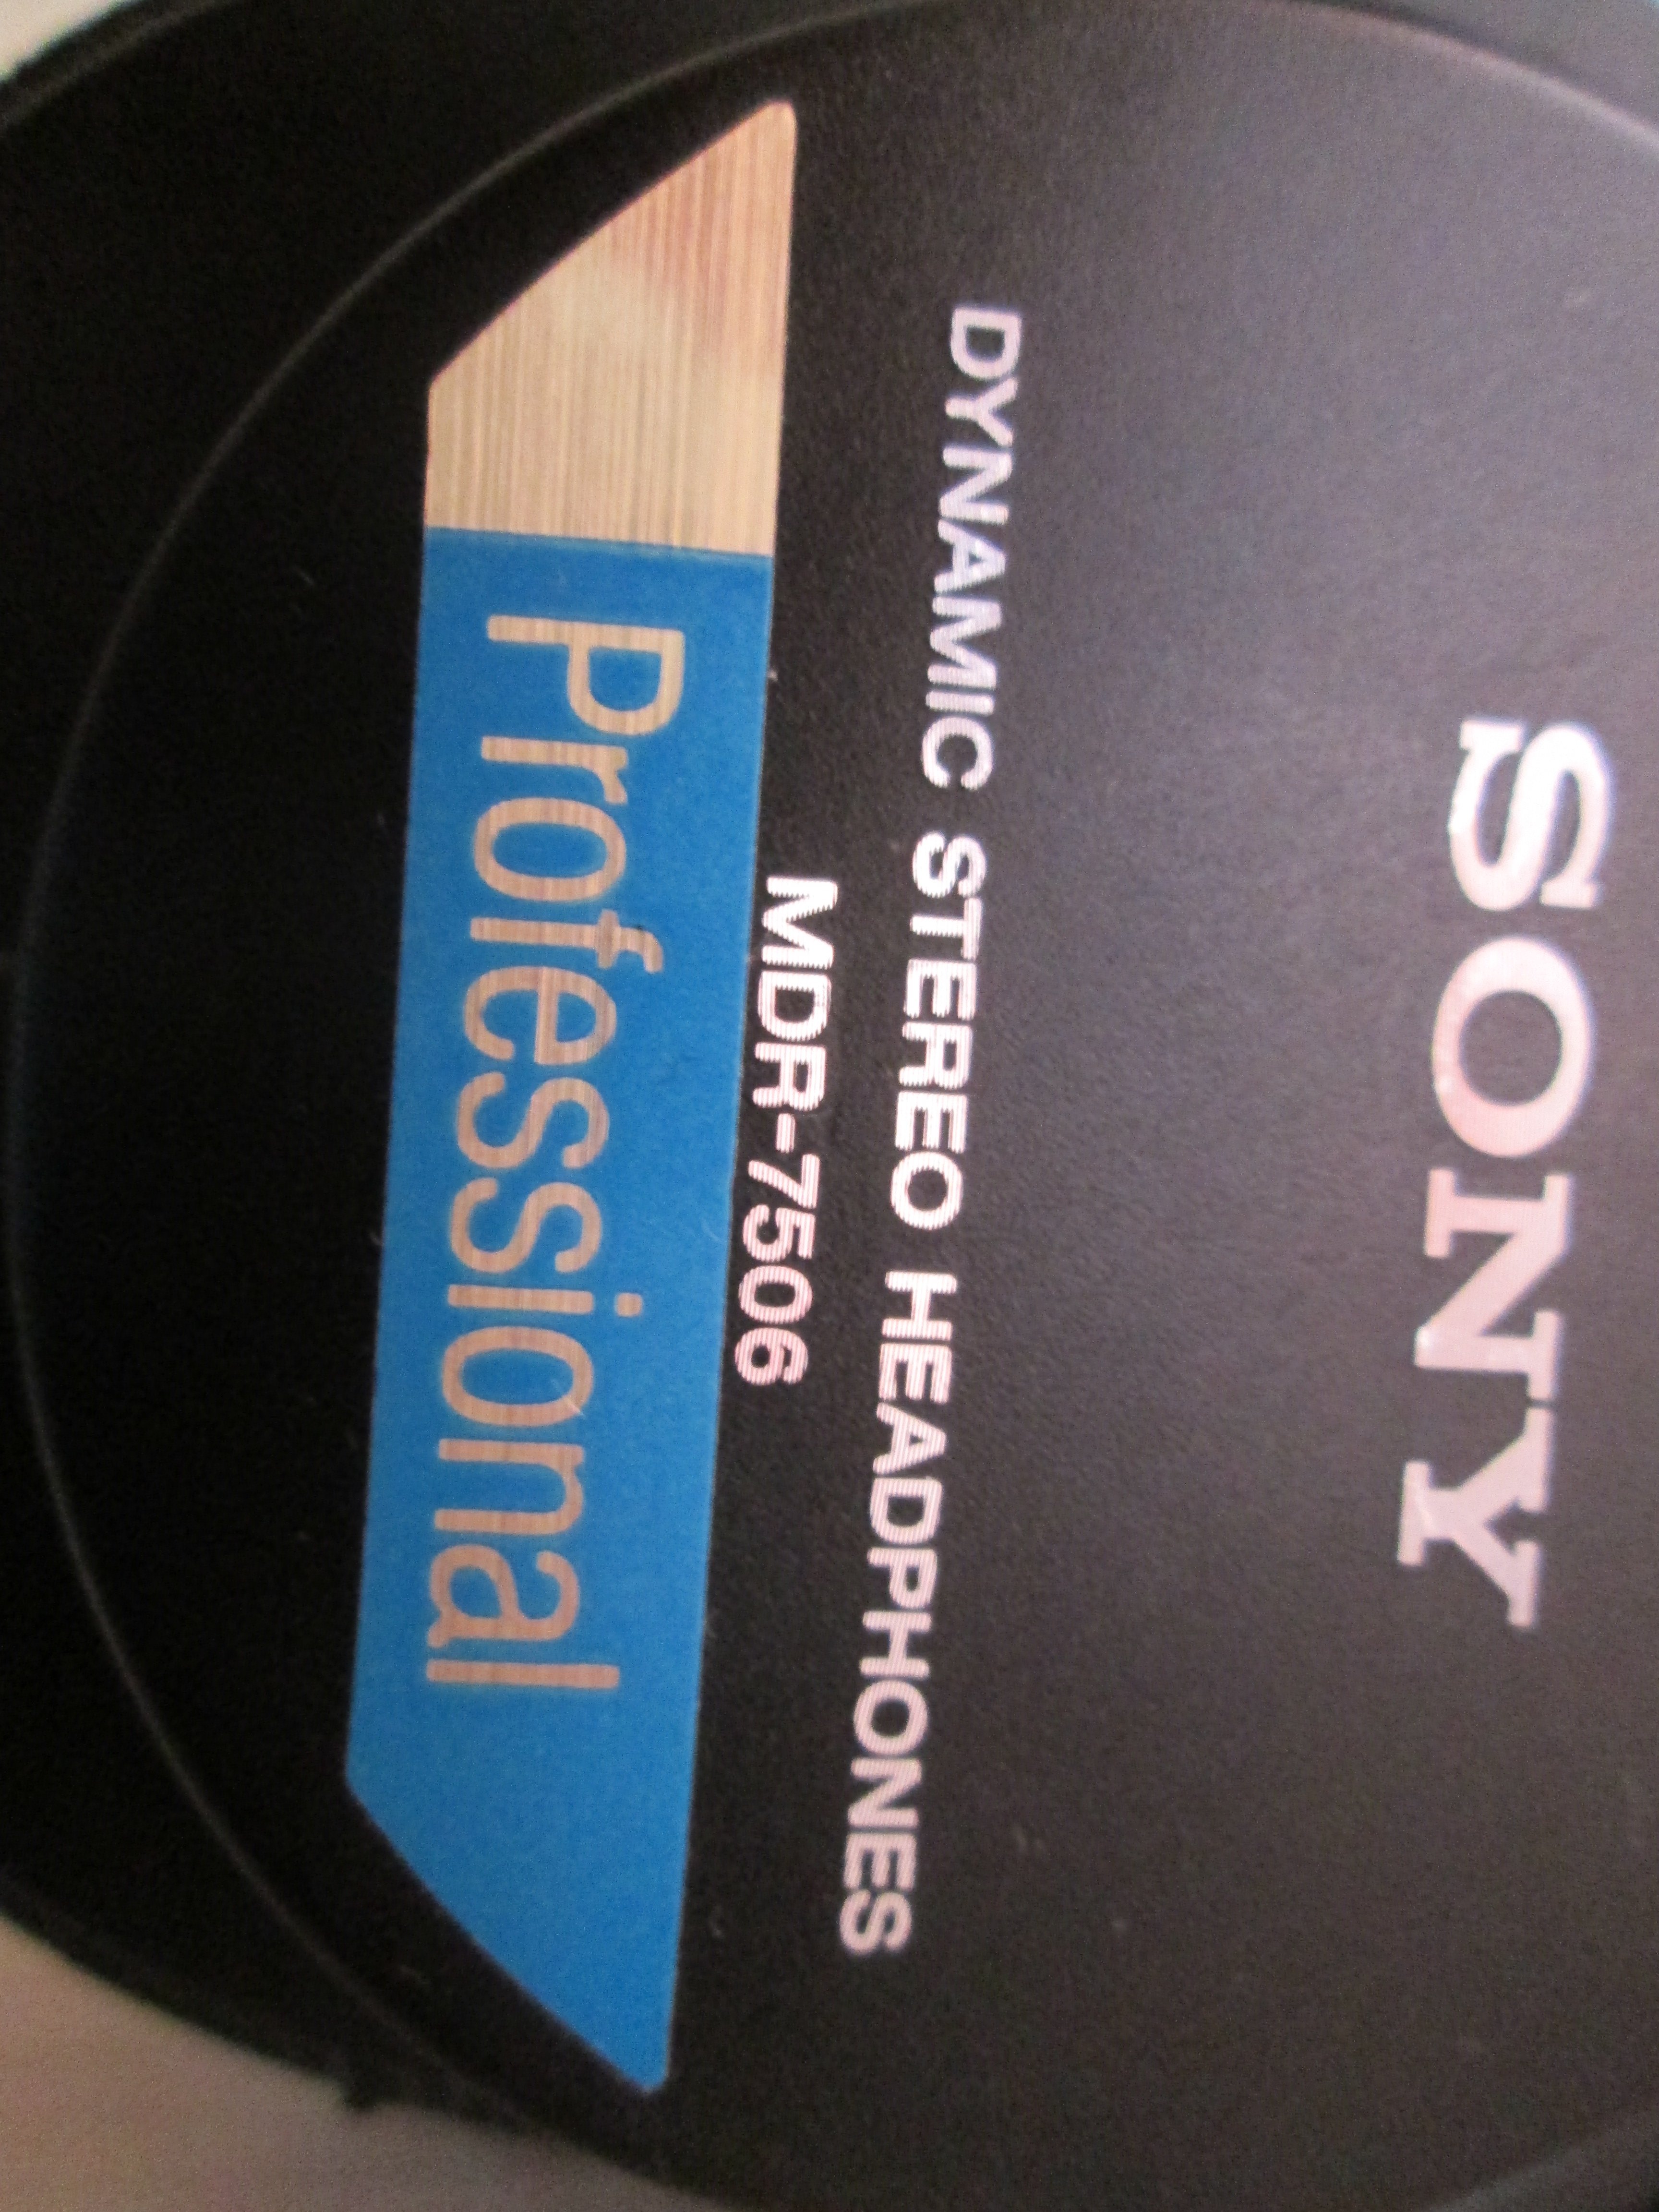 SONY
DYNAMIC STEREO HEADPHONES
MDR-7506
Professional